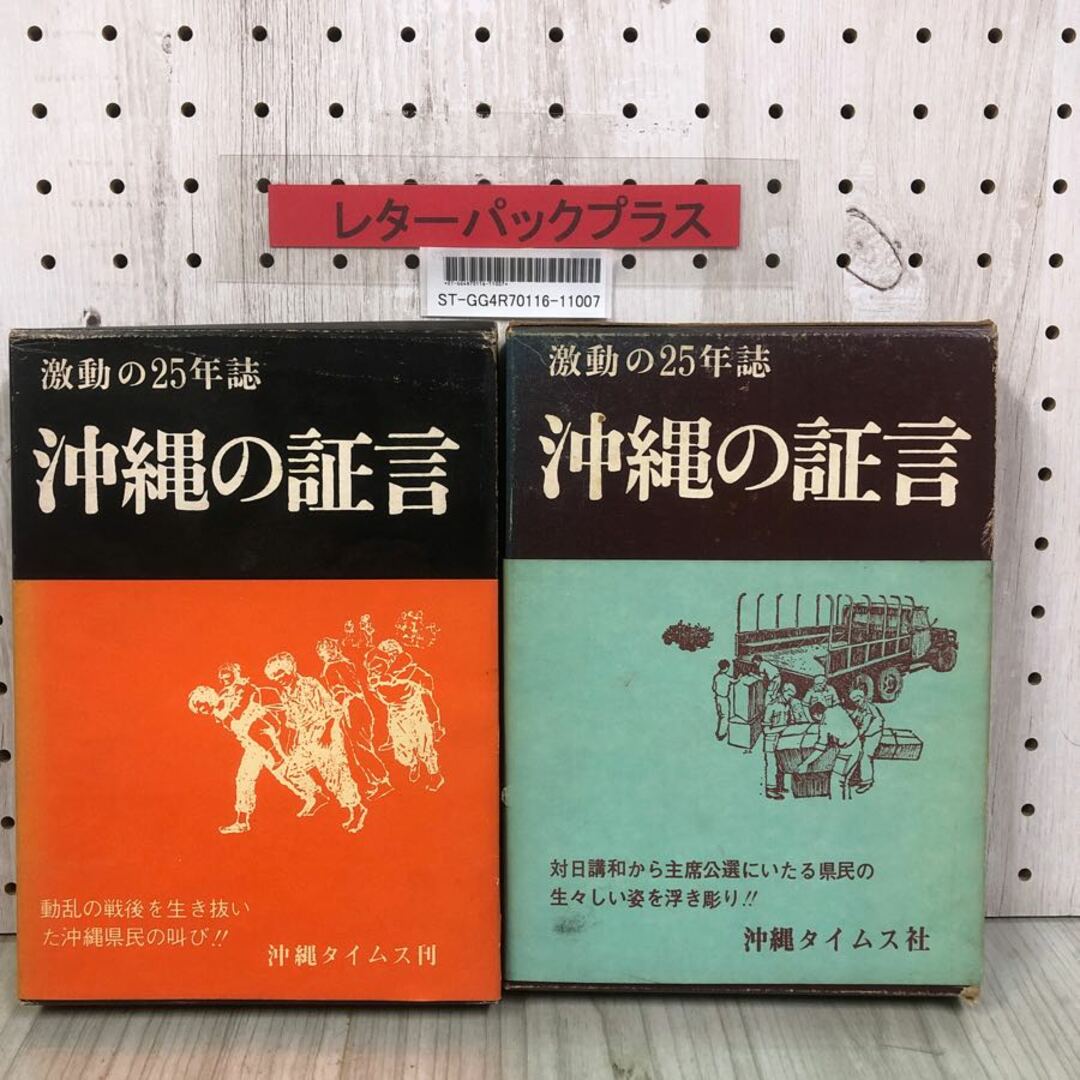 レターパックプラス
*ST-GG4R70116-11007*
ST-GG4R70116-11007
激動の25年誌
沖縄の証言
動乱の戦後を生き抜い
た沖縄県民の叫び!!
沖縄タイムス刊
激動の25年誌
沖縄の証言
対日講和から主席公選にいたる県民の
生々しい姿を浮き彫り!!
沖縄タイムス社